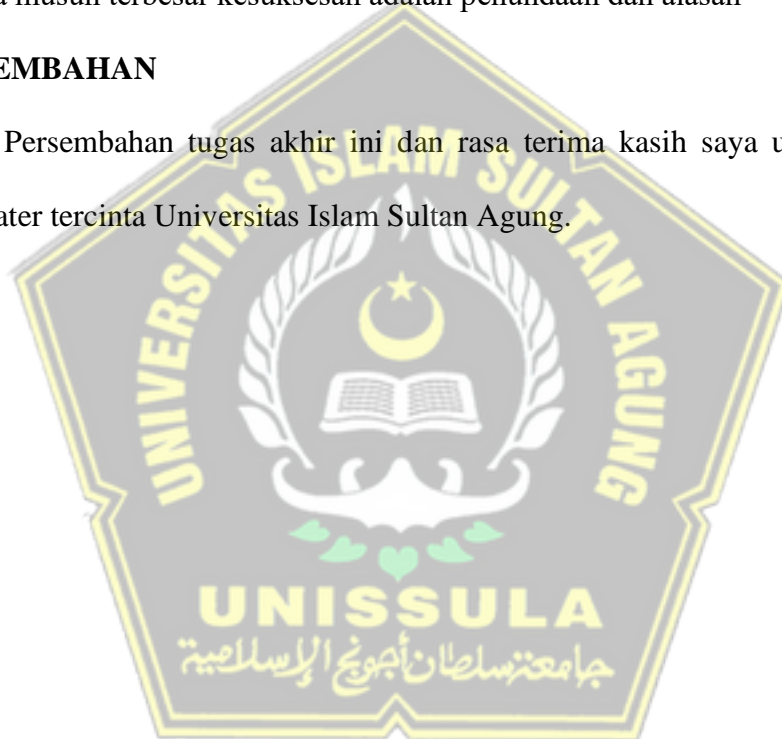 musuh terbesar kesuksesan adalah penundaan dan alasan
EMBAHAN
Persembahan tugas akhir ini dan rasa terima kasih saya u
ater tercinta Universitas Islam Sultan Agung.
UNIVERSITAS ISLAM SULTAN AGUNG
UNISSULA
جامعة سلطان أجونج الإسلامية